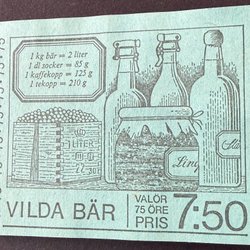 1 kg bär = 2 liter
1 dl socker = 85 g
1 kaffekopp = 125 g
1 tekopp = 210 g
LITER
VILDA BÄR
VALÖR
75 ÖRE
PRIS
7:50